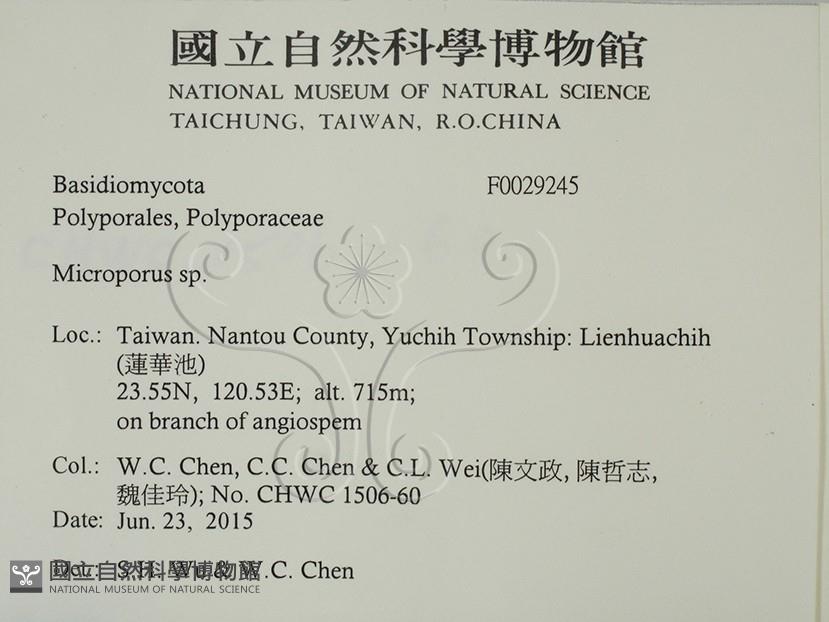 國立自然科學博物館
NATIONAL MUSEUM OF NATURAL SCIENCE
TAICHUNG, TAIWAN, R.O.CHINA
Basidiomycota F0029245
Polyporales, Polyporaceae
Microporus sp.
Loc.: Taiwan. Nantou County, Yuchih Township: Lienhuachih
(蓮華池)
23.55N, 120.53E; alt. 715m;
on branch of angiospem
Col.: W.C. Chen, C.C. Chen & C.L. Wei(陳文政, 陳哲志,
魏佳玲); No. CHWC 1506-60
Date: Jun. 23, 2015
Det.: S.H. Wu & W.C. Chen
國立自然科學博物館
NATIONAL MUSEUM OF NATURAL SCIENCE